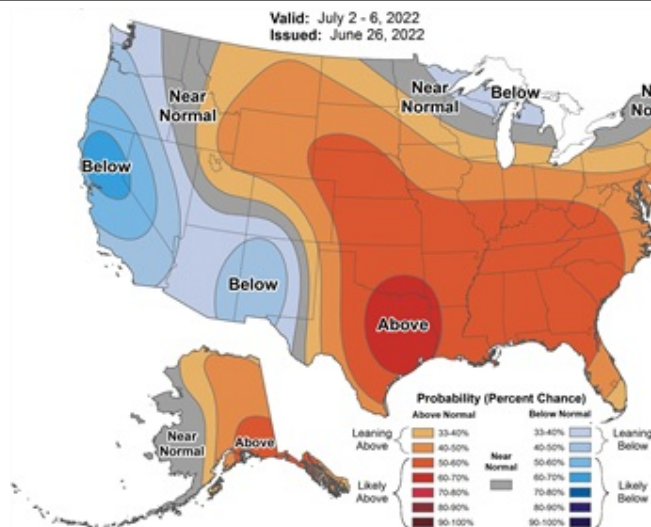 Valid: July 2 - 6, 2022
Issued: June 26, 2022
Near
Normal
Near
Normal
Below
Below
Below
Above
Near
Normal
Above
Probability (Percent Chance)
Above Normal
Below Normal
Leaning
Above
33-40%
40-50%
50-60%
60-70%
70-80%
80-90%
90-100%
Likely
Above
Near
Normal
33-40%
40-50%
50-60%
60-70%
70-80%
80-90%
90-100%
Leaning
Below
Likely
Below